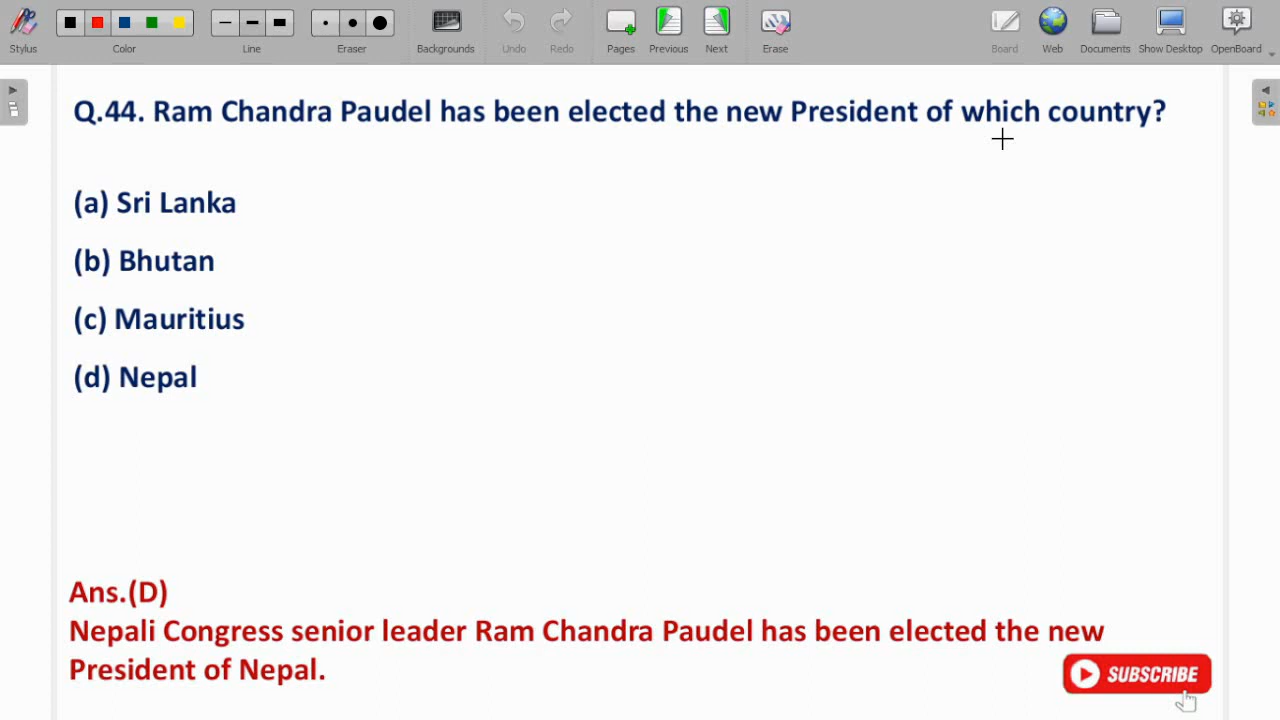 Stylus Color Line Eraser Backgrounds Undo Redo Pages Previous Next Erase Board Web Documents Show Desktop OpenBoard
Q.44. Ram Chandra Paudel has been elected the new President of which country?
(a) Sri Lanka
(b) Bhutan
(c) Mauritius
(d) Nepal
Ans.(D)
Nepali Congress senior leader Ram Chandra Paudel has been elected the new
President of Nepal.
SUBSCRIBE